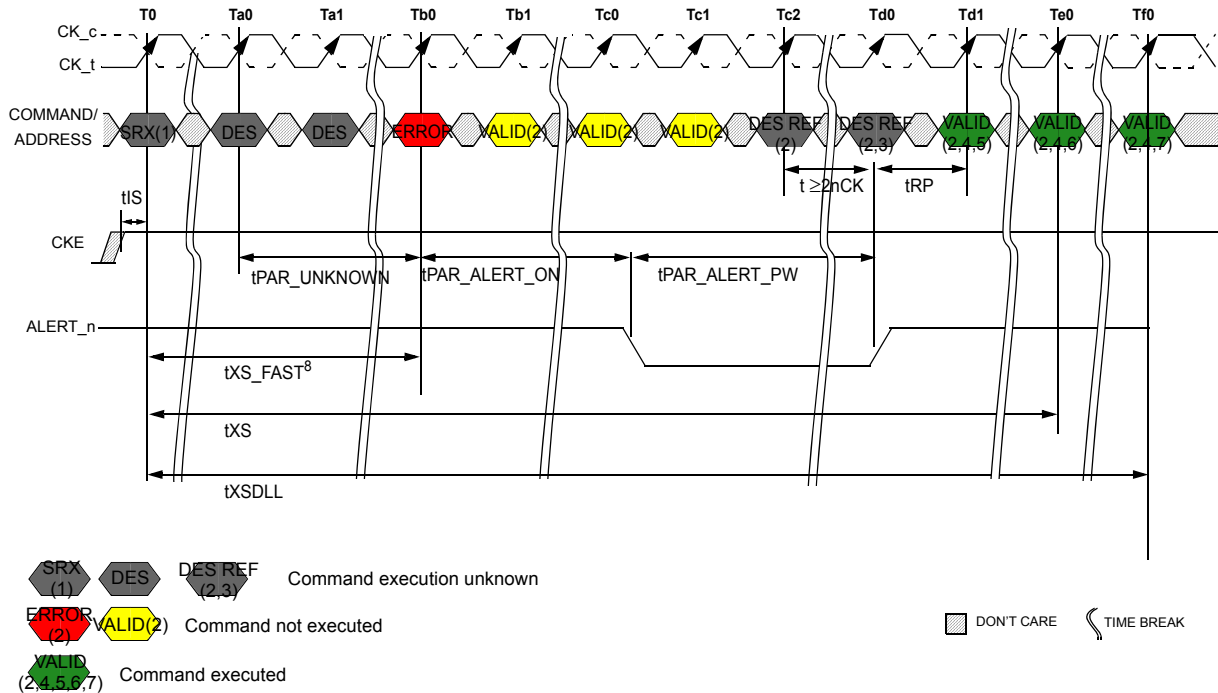 T0 Ta0 Ta1 Tb0 Tb1 Tc0 Tc1 Tc2 Td0 Td1 Te0 Tf0
CK_c
CK_t
COMMAND/
ADDRESS
SRX(1) DES DES ERROR VALID(2) VALID(2) VALID(2) DES REF
(2) DES REF
(2,3) VALID
(2,4,5) VALID
(2,4,6) VALID
(2,4,7)
t ≥2nCK tRP
tIS
CKE
tPAR_UNKNOWN tPAR_ALERT_ON tPAR_ALERT_PW
ALERT_n
tXS_FAST8
tXS
tXSDLL
SRX
(1) DES DES REF
(2,3) Command execution unknown
ERROR
(2) VALID(2) Command not executed
VALID
(2,4,5,6,7) Command executed
DON'T CARE TIME BREAK